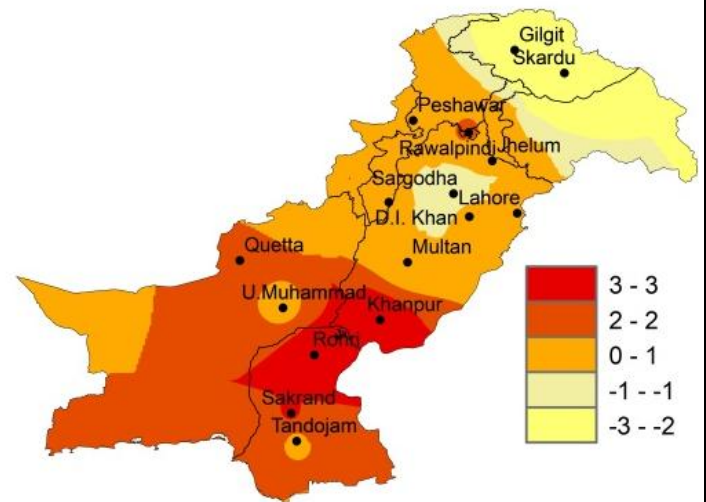 Gilgit
Skardu
Peshawar
Rawalpindi
Jhelum
Sargodha
Lahore
D.I. Khan
Multan
Quetta
U.Muhammad
Khanpur
Rohri
Sakrand
Tandojam
3 - 3
2 - 2
0 - 1
-1 - -1
-3 - -2